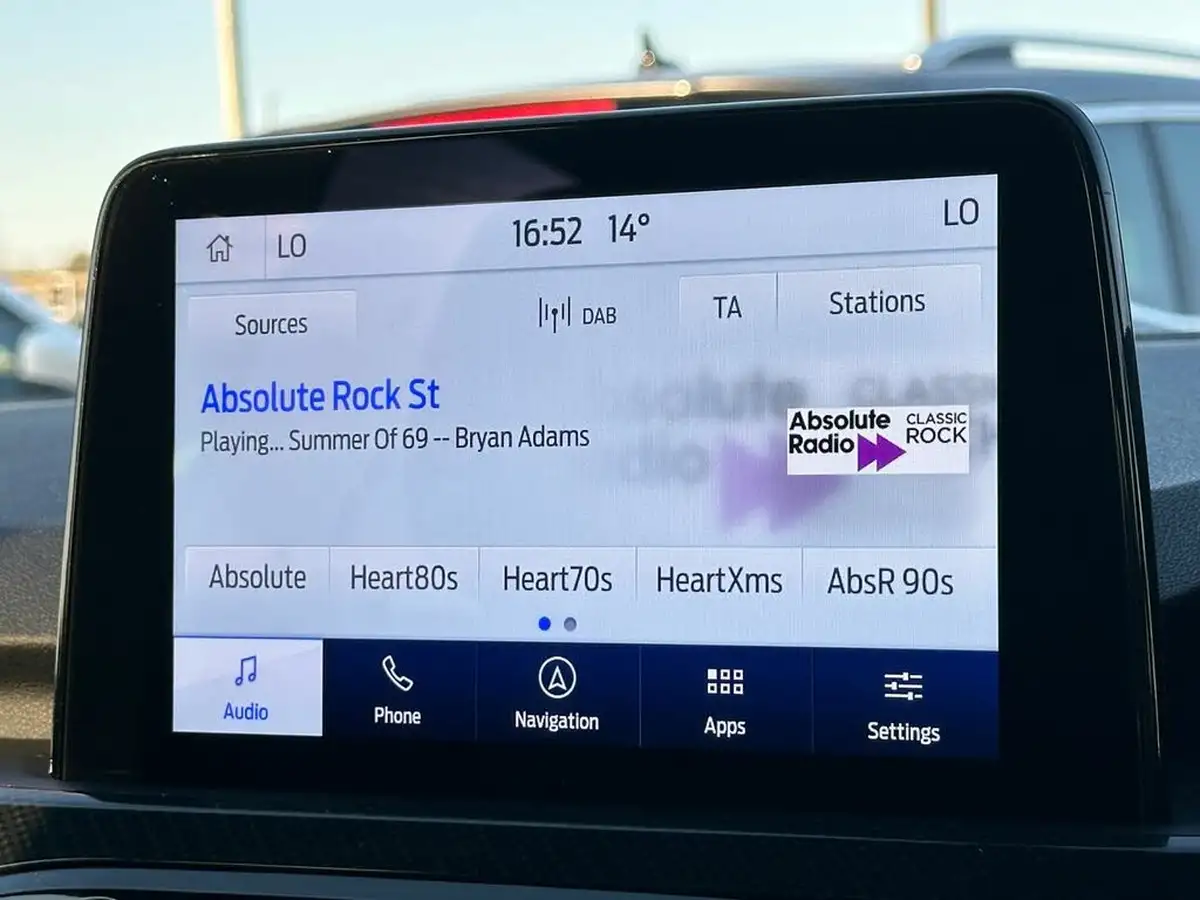 LO 16:52 14° LO
Sources DAB TA Stations
Absolute Rock St
Playing... Summer Of 69 -- Bryan Adams
Absolute CLASSIC
Radio ROCK
Absolute Heart80s Heart70s HeartXms AbsR 90s
Audio Phone Navigation Apps Settings